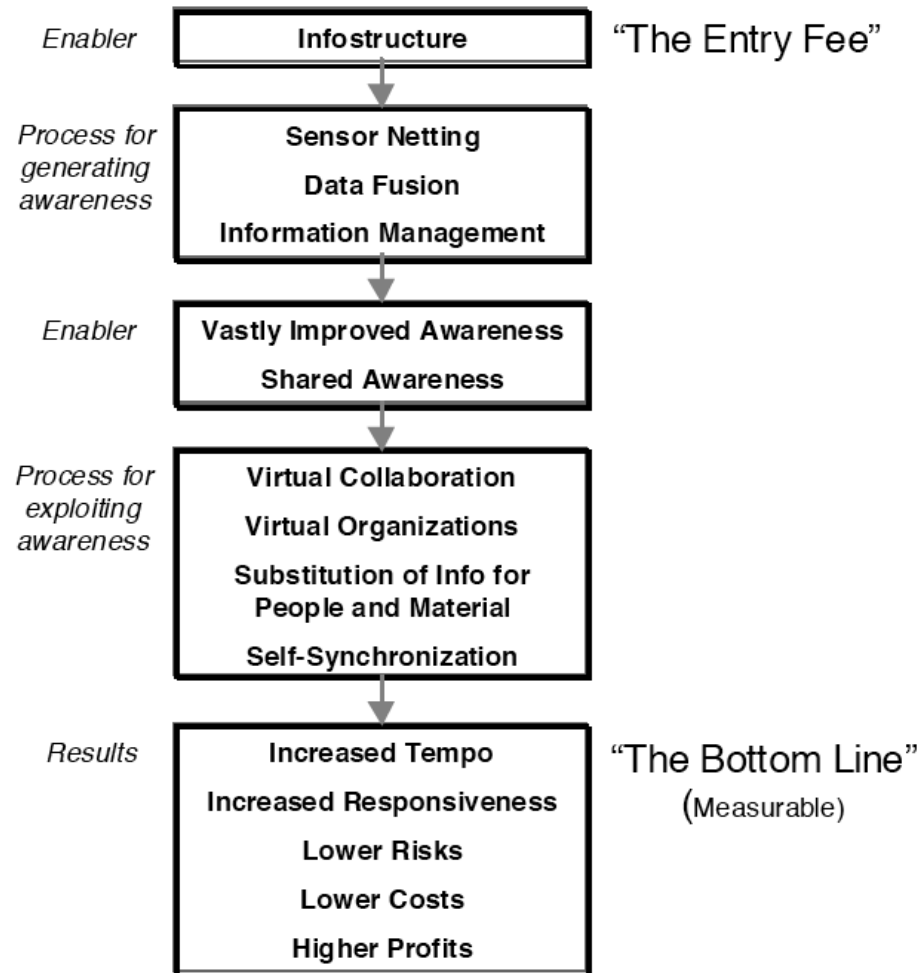 Enabler
Infostructure
“The Entry Fee”
Process for
generating
awareness
Sensor Netting
Data Fusion
Information Management
Enabler
Vastly Improved Awareness
Shared Awareness
Process for
exploiting
awareness
Virtual Collaboration
Virtual Organizations
Substitution of Info for
People and Material
Self-Synchronization
Results
Increased Tempo
Increased Responsiveness
Lower Risks
Lower Costs
Higher Profits
“The Bottom Line”
(Measurable)